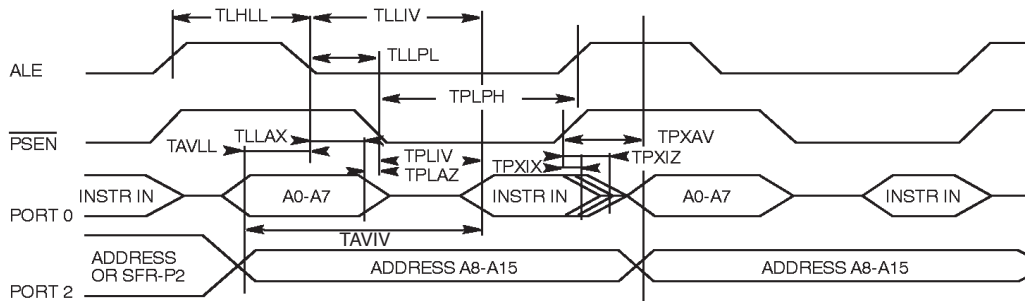 TLHLL TLLIV
TLLPL
ALE
TPLPH
PSEN
TLLAX
TPXAV
TAVLL
TPLIV
TPXIZ
TPLAZ
TPXIX
INSTR IN A0-A7 INSTR IN A0-A7 INSTR IN
PORT 0
TAVIV
ADDRESS
OR SFR-P2
ADDRESS A8-A15 ADDRESS A8-A15
PORT 2